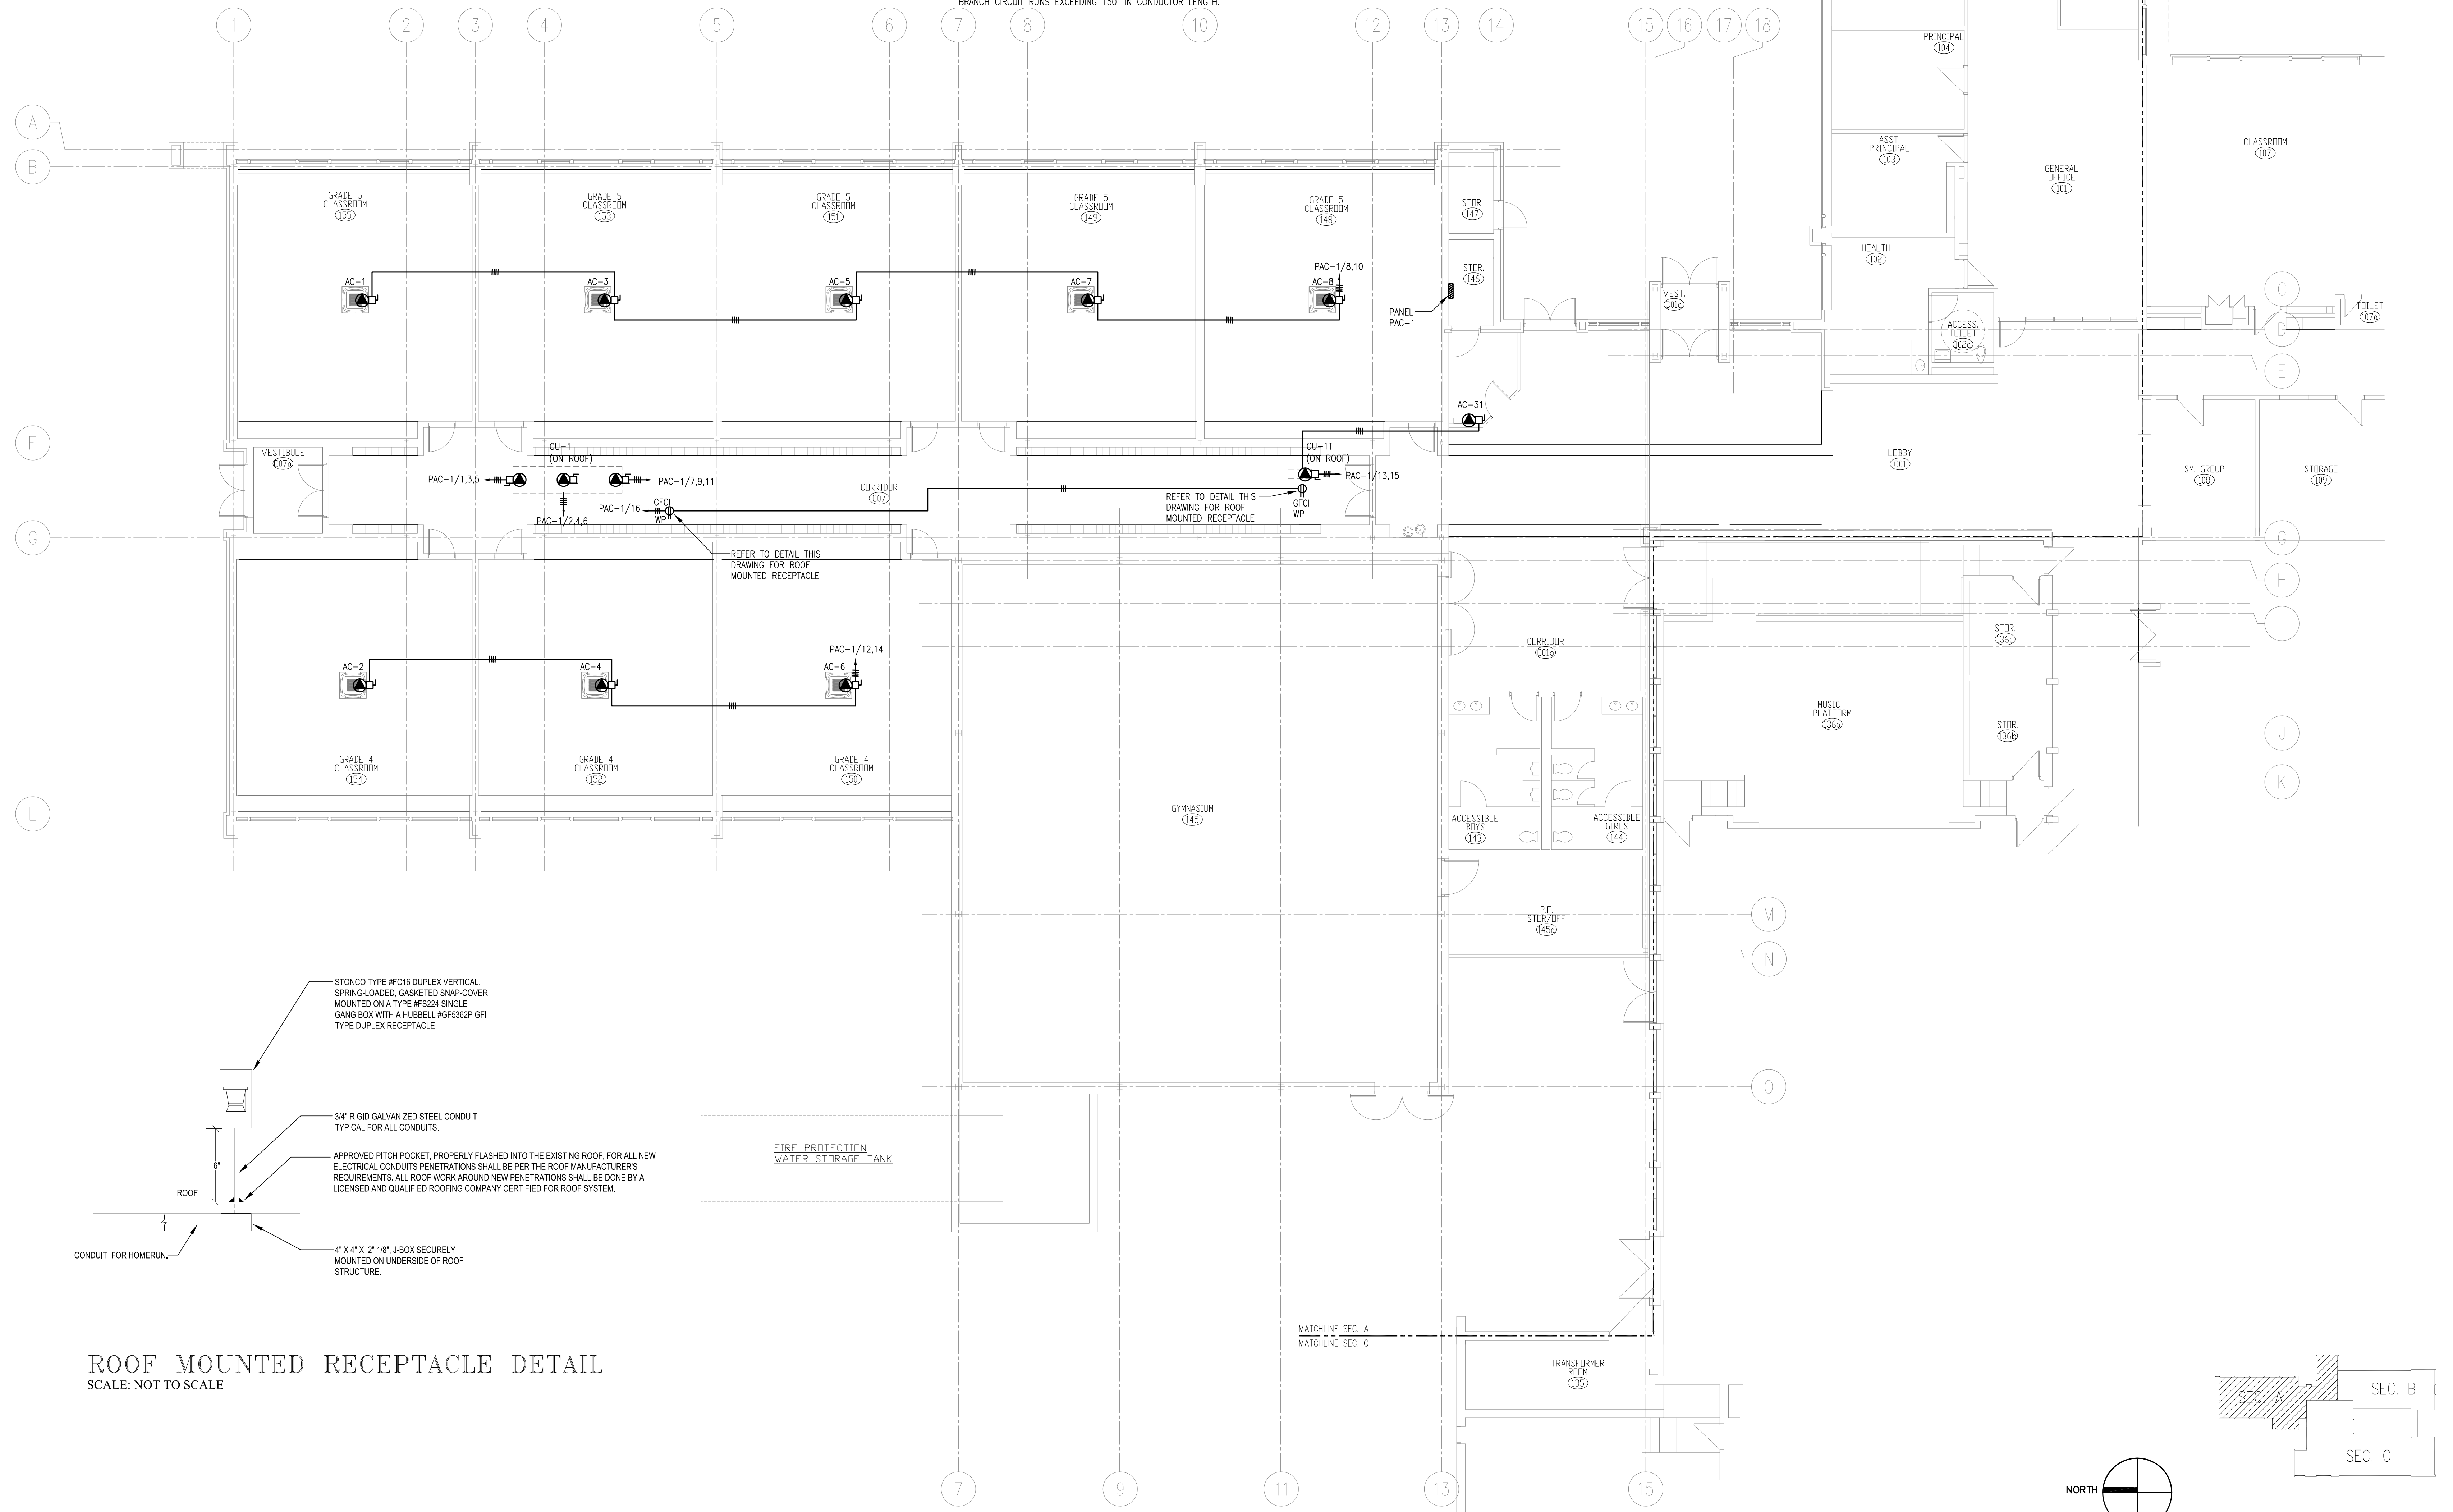 BRANCH CIRCUIT RUNS EXCEEDING 150' IN CONDUCTOR LENGTH.
1
2
3
4
5
6
7
8
10
12
13
14
15
16
17
18
A
B
F
G
L
C
D
E
G
H
I
J
K
M
N
O
GRADE 5
CLASSROOM
155
GRADE 5
CLASSROOM
153
GRADE 5
CLASSROOM
151
GRADE 5
CLASSROOM
149
GRADE 5
CLASSROOM
148
STOR.
147
STOR.
146
AC-1
AC-3
AC-5
AC-7
PAC-1/8,10
AC-8
PANEL
PAC-1
VEST.
C01a
PRINCIPAL
104
ASST.
PRINCIPAL
103
HEALTH
102
GENERAL
OFFICE
101
ACCESS.
TOILET
102a
CLASSROOM
107
TOILET
107a
AC-31
LOBBY
C01
SM. GROUP
108
STORAGE
109
VESTIBULE
C07a
CU-1
(ON ROOF)
PAC-1/1,3,5
PAC-1/7,9,11
PAC-1/2,4,6
PAC-1/16
GFCI
WP
CORRIDOR
C07
CU-1T
(ON ROOF)
PAC-1/13,15
REFER TO DETAIL THIS
DRAWING FOR ROOF
MOUNTED RECEPTACLE
GFCI
WP
REFER TO DETAIL THIS
DRAWING FOR ROOF
MOUNTED RECEPTACLE
AC-2
AC-4
PAC-1/12,14
AC-6
GRADE 4
CLASSROOM
154
GRADE 4
CLASSROOM
152
GRADE 4
CLASSROOM
150
GYMNASIUM
145
CORRIDOR
C01b
ACCESSIBLE
BOYS
143
ACCESSIBLE
GIRLS
144
MUSIC
PLATFORM
136a
STOR.
136c
STOR.
136b
P.E.
STOR/OFF
145a
FIRE PROTECTION
WATER STORAGE TANK
STONCO TYPE #FC16 DUPLEX VERTICAL,
SPRING-LOADED, GASKETED SNAP-COVER
MOUNTED ON A TYPE #FS224 SINGLE
GANG BOX WITH A HUBBELL #GF5362P GFI
TYPE DUPLEX RECEPTACLE
3/4" RIGID GALVANIZED STEEL CONDUIT.
TYPICAL FOR ALL CONDUITS.
APPROVED PITCH POCKET, PROPERLY FLASHED INTO THE EXISTING ROOF, FOR ALL NEW
ELECTRICAL CONDUITS PENETRATIONS SHALL BE PER THE ROOF MANUFACTURER'S
REQUIREMENTS. ALL ROOF WORK AROUND NEW PENETRATIONS SHALL BE DONE BY A
LICENSED AND QUALIFIED ROOFING COMPANY CERTIFIED FOR ROOF SYSTEM.
6"
ROOF
CONDUIT FOR HOMERUN.
4" X 4" X 2" 1/8", J-BOX SECURELY
MOUNTED ON UNDERSIDE OF ROOF
STRUCTURE.
ROOF MOUNTED RECEPTACLE DETAIL
SCALE: NOT TO SCALE
MATCHLINE SEC. A
MATCHLINE SEC. C
TRANSFORMER
ROOM
135
7
9
11
13
15
SEC. A
SEC. B
SEC. C
NORTH